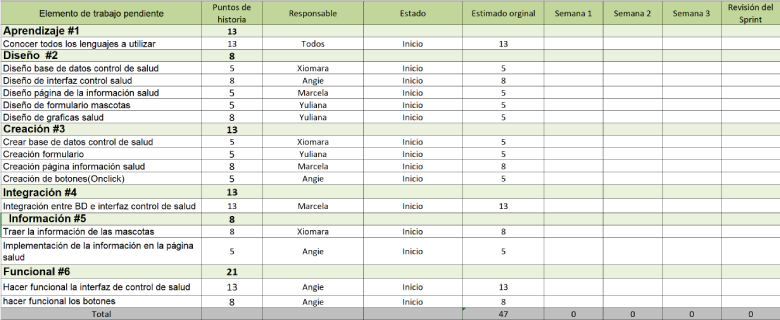 Elemento de trabajo pendiente Puntos de historia Responsable Estado Estimado orginal Semana 1 Semana 2 Semana 3 Revisión del Sprint
Aprendizaje #1 13
Conocer todos los lenguajes a utilizar 13 Todos Inicio 13
Diseño #2 8
Diseño base de datos control de salud 5 Xiomara Inicio 5
Diseño de interfaz control salud 8 Angie Inicio 8
Diseño página de la información salud 5 Marcela Inicio 5
Diseño de formulario mascotas 5 Yuliana Inicio 5
Diseño de graficas salud 8 Yuliana Inicio 5
Creación #3 13
Crear base de datos control de salud 5 Xiomara Inicio 5
Creación formulario 5 Yuliana Inicio 5
Creación página información salud 8 Marcela Inicio 8
Creación de botones(Onclick) 5 Angie Inicio 5
Integración #4 13
Integración entre BD e interfaz control de salud 13 Marcela Inicio 13
Información #5 8
Traer la información de las mascotas 8 Xiomara Inicio 8
Implementación de la información en la página salud 5 Angie Inicio 5
Funcional #6 21
Hacer funcional la interfaz de control de salud 13 Angie Inicio 13
hacer funcional los botones 8 Angie Inicio 8
Total 47 0 0 0 0